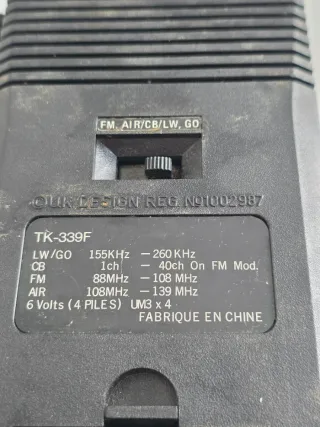 FM, AIR/CB/LW, GO
UK DESIGN REG Nº1002987
TK-339F
LW/GO 155KHz – 260KHz
CB 1ch – 40ch On FM Mod.
FM 88MHz – 108 MHz
AIR 108MHz – 139 MHz
6 Volts (4 PILES) UM3 x 4
FABRIQUE EN CHINE